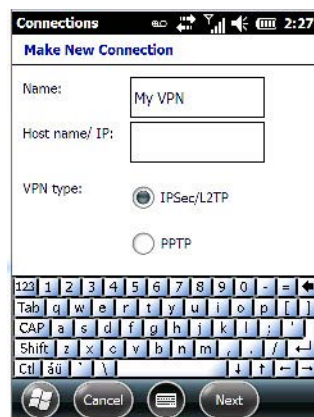 Connections 2:27
Make New Connection
Name: My VPN
Host name/ IP:
VPN type: IPSec/L2TP
PPTP
123 1 2 3 4 5 6 7 8 9 0 - =
Tab q w e r t y u i o p [ ]
CAP a s d f g h j k l ; '
Shift z x c v b n m , . /
Ctl áü ` \
Cancel Next